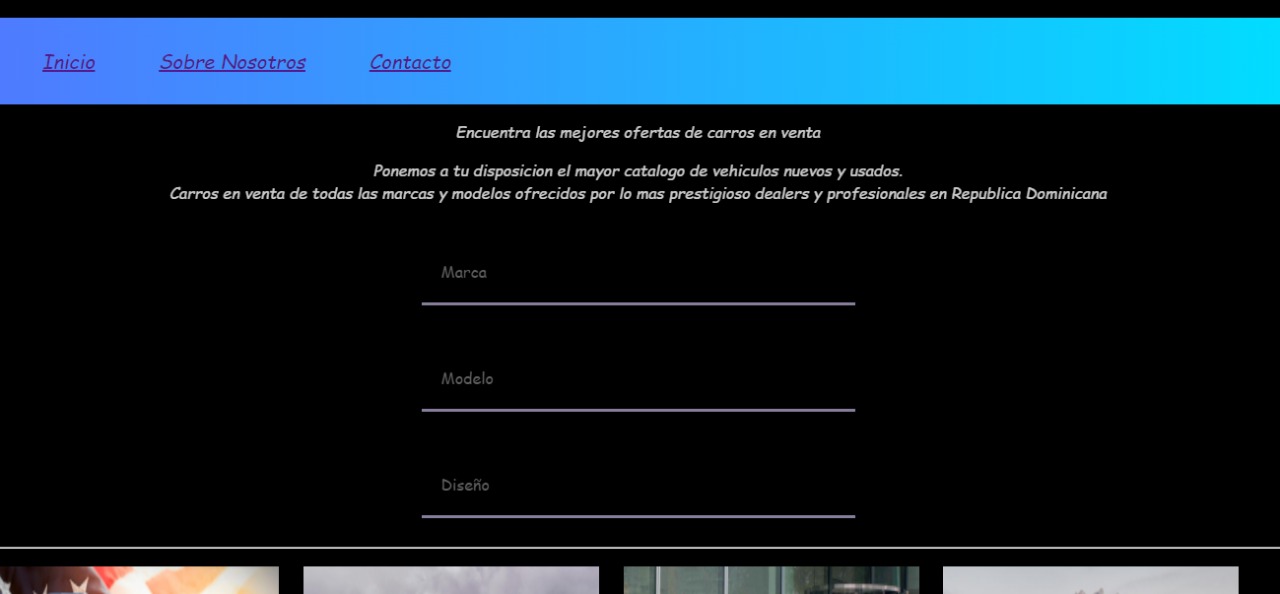 Inicio Sobre Nosotros Contacto
Encuentra las mejores ofertas de carros en venta
Ponemos a tu disposicion el mayor catalogo de vehiculos nuevos y usados.
Carros en venta de todas las marcas y modelos ofrecidos por lo mas prestigioso dealers y profesionales en Republica Dominicana
Marca
Modelo
Diseño